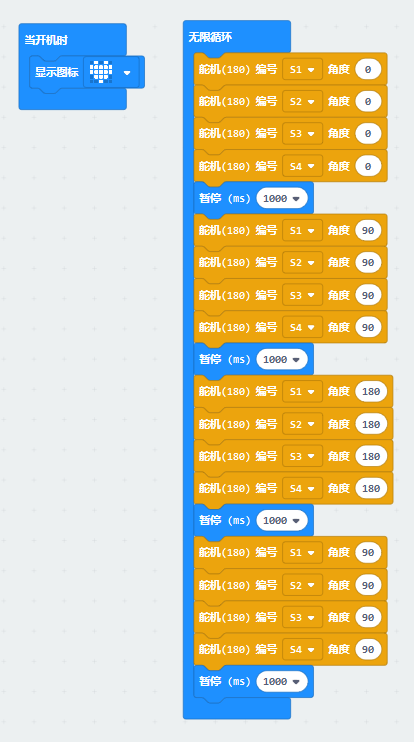 当开机时
显示图标
无限循环
舵机(180) 编号 S1 角度 0
舵机(180) 编号 S2 角度 0
舵机(180) 编号 S3 角度 0
舵机(180) 编号 S4 角度 0
暂停 (ms) 1000
舵机(180) 编号 S1 角度 90
舵机(180) 编号 S2 角度 90
舵机(180) 编号 S3 角度 90
舵机(180) 编号 S4 角度 90
暂停 (ms) 1000
舵机(180) 编号 S1 角度 180
舵机(180) 编号 S2 角度 180
舵机(180) 编号 S3 角度 180
舵机(180) 编号 S4 角度 180
暂停 (ms) 1000
舵机(180) 编号 S1 角度 90
舵机(180) 编号 S2 角度 90
舵机(180) 编号 S3 角度 90
舵机(180) 编号 S4 角度 90
暂停 (ms) 1000